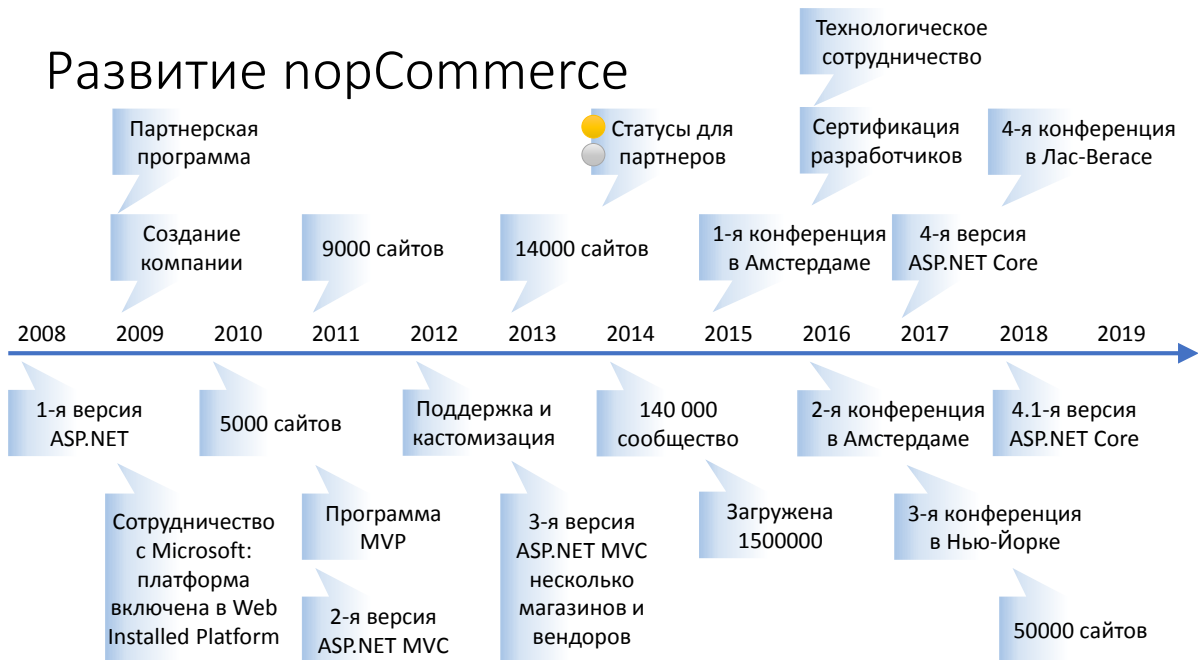 Развитие nopCommerce
Технологическое
сотрудничество
Партнерская
программа
Статусы для
партнеров
Сертификация
разработчиков
4-я конференция
в Лас-Вегасе
Создание
компании
9000 сайтов
14000 сайтов
1-я конференция
в Амстердаме
4-я версия
ASP.NET Core
2008 2009 2010 2011 2012 2013 2014 2015 2016 2017 2018 2019
1-я версия
ASP.NET
5000 сайтов
Поддержка и
кастомизация
140 000
сообщество
2-я конференция
в Амстердаме
4.1-я версия
ASP.NET Core
Сотрудничество
с Microsoft:
платформа
включена в Web
Installed Platform
Программа
MVP
3-я версия
ASP.NET MVC
несколько
магазинов и
вендоров
Загружена
1500000
3-я конференция
в Нью-Йорке
2-я версия
ASP.NET MVC
50000 сайтов